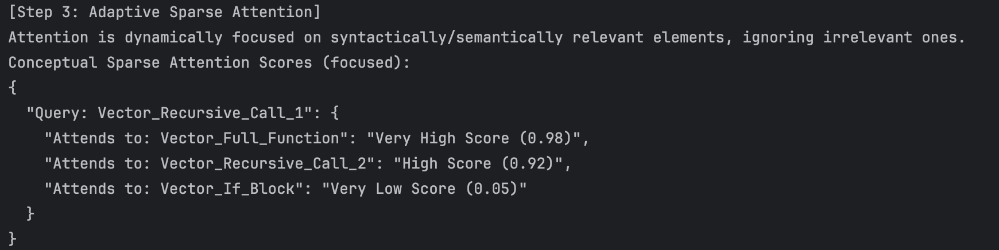 [Step 3: Adaptive Sparse Attention]
Attention is dynamically focused on syntactically/semantically relevant elements, ignoring irrelevant ones.
Conceptual Sparse Attention Scores (focused):
{
  "Query: Vector_Recursive_Call_1": {
    "Attends to: Vector_Full_Function": "Very High Score (0.98)",
    "Attends to: Vector_Recursive_Call_2": "High Score (0.92)",
    "Attends to: Vector_If_Block": "Very Low Score (0.05)"
  }
}